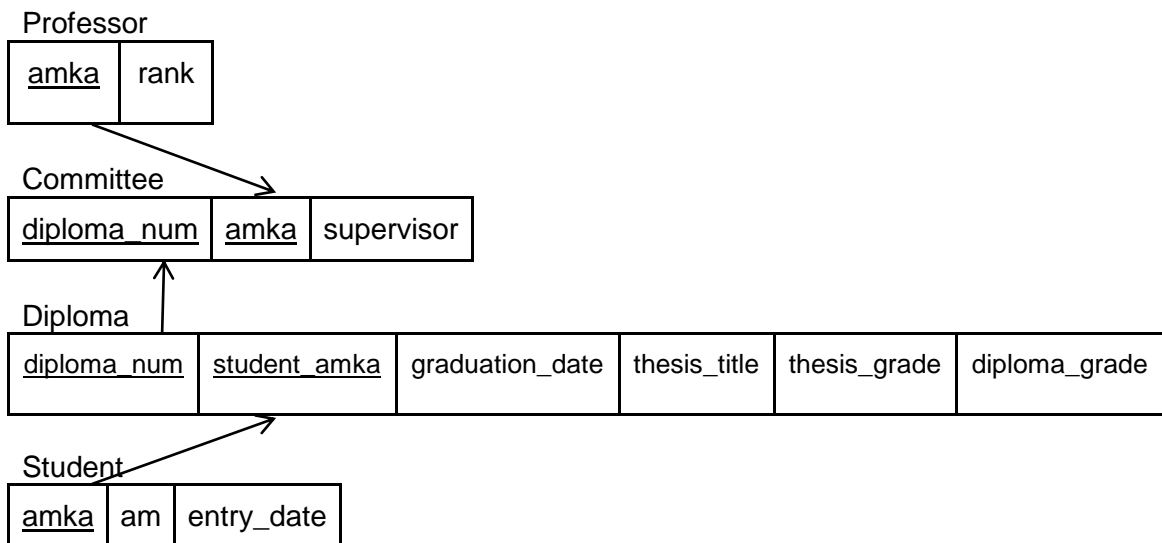 Professor
amka rank
Committee
diploma_num amka supervisor
Diploma
diploma_num student_amka graduation_date thesis_title thesis_grade diploma_grade
Student
amka am entry_date